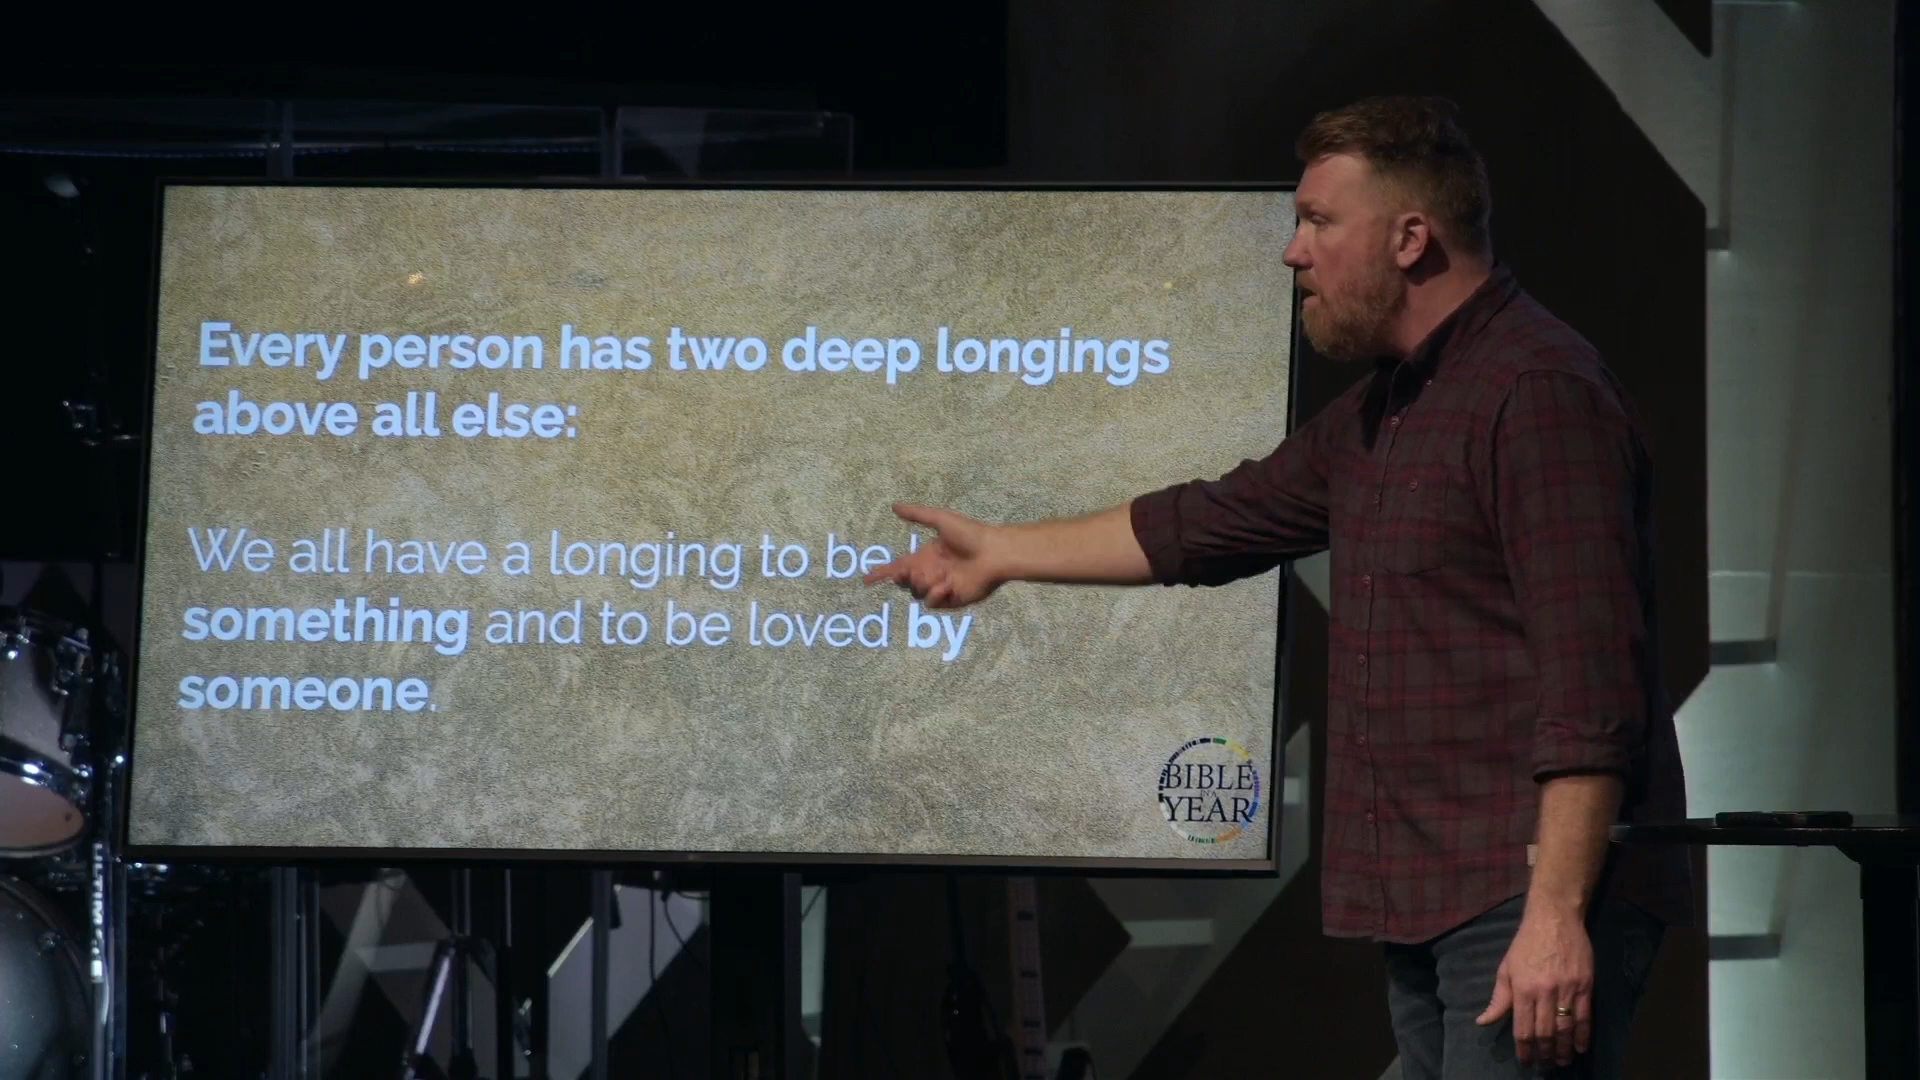 Every person has two deep longings
above all else:
We all have a longing to be
something and to be loved by
someone.
BIBLE
IN A
YEAR